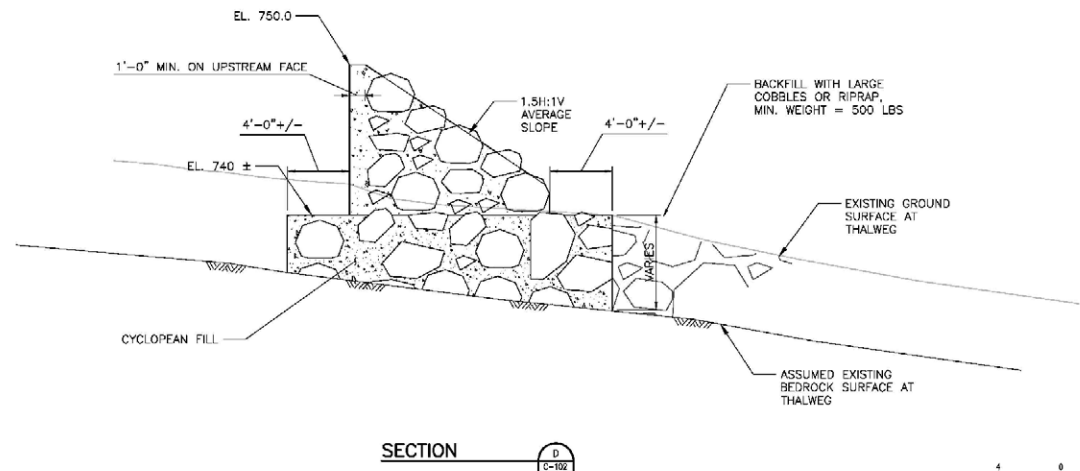 EL. 750.0
1'-0" MIN. ON UPSTREAM FACE
4'-0"+/-
EL. 740 ±
1.5H:1V
AVERAGE
SLOPE
4'-0"+/-
BACKFILL WITH LARGE
COBBLES OR RIPRAP,
MIN. WEIGHT = 500 LBS
EXISTING GROUND
SURFACE AT
THALWEG
VARIES
CYCLOPEAN FILL
ASSUMED EXISTING
BEDROCK SURFACE AT
THALWEG
SECTION
D
C-102
4 0